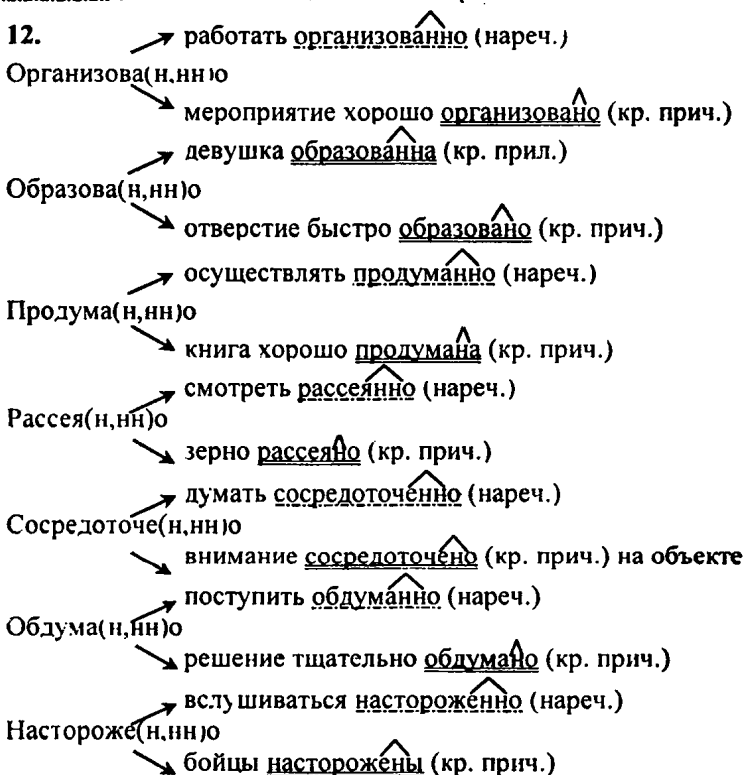 12.
работать организованно (нареч.)
Организова(н,нн)о
мероприятие хорошо организовано (кр. прич.)
девушка образованна (кр. прил.)
Образова(н,нн)о
отверстие быстро образовано (кр. прич.)
осуществлять продуманно (нареч.)
Продума(н,нн)о
книга хорошо продумана (кр. прич.)
смотреть рассеянно (нареч.)
Рассея(н,нн)о
зерно рассеяно (кр. прич.)
думать сосредоточенно (нареч.)
Сосредоточе(н,нн)о
внимание сосредоточено (кр. прич.) на объекте
поступить обдуманно (нареч.)
Обдума(н,нн)о
решение тщательно обдумано (кр. прич.)
вслушиваться настороженно (нареч.)
Настороже(н,нн)о
бойцы насторожены (кр. прич.)